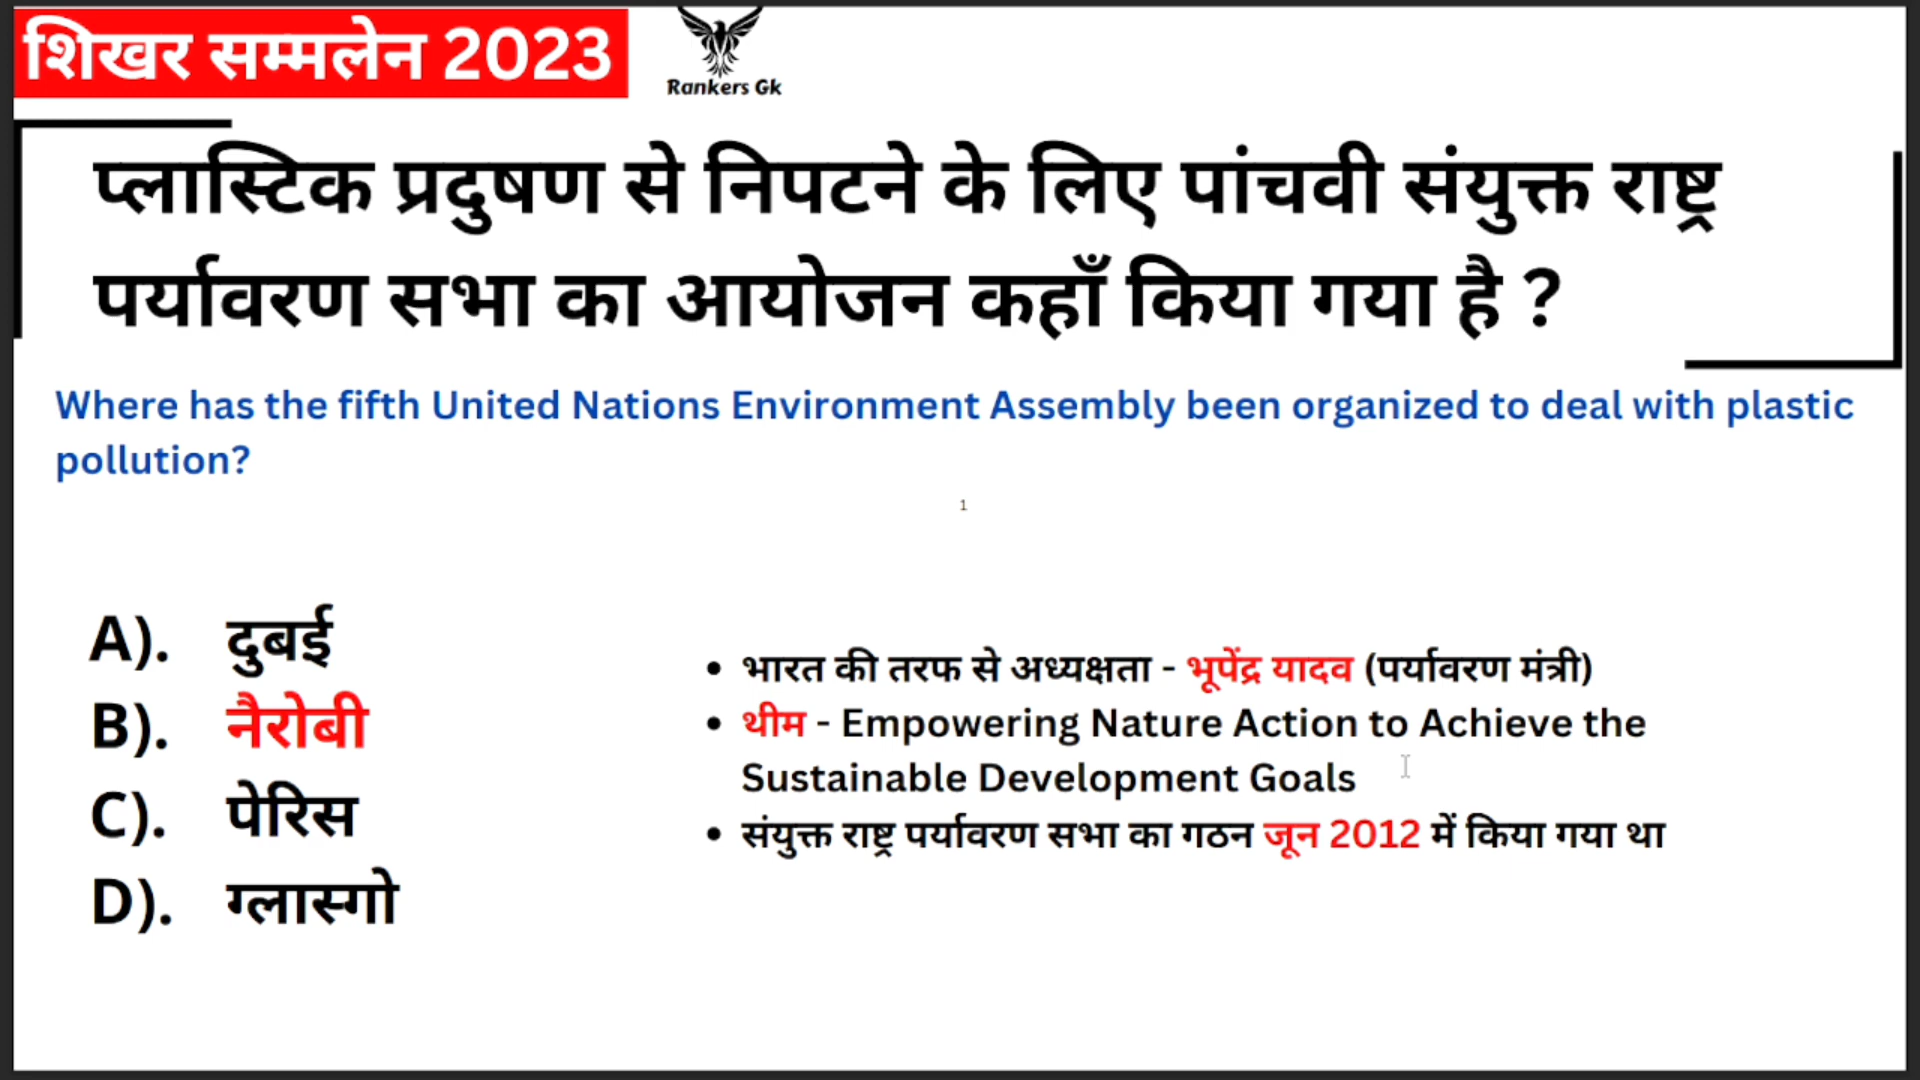 शिखर सम्मलेन 2023
Rankers Gk
प्लास्टिक प्रदुषण से निपटने के लिए पांचवी संयुक्त राष्ट्र
पर्यावरण सभा का आयोजन कहाँ किया गया है ?
Where has the fifth United Nations Environment Assembly been organized to deal with plastic
pollution?
1
A). दुबई
B). नैरोबी
C). पेरिस
D). ग्लास्गो
• भारत की तरफ से अध्यक्षता - भूपेंद्र यादव (पर्यावरण मंत्री)
• थीम - Empowering Nature Action to Achieve the
Sustainable Development Goals
• संयुक्त राष्ट्र पर्यावरण सभा का गठन जून 2012 में किया गया था